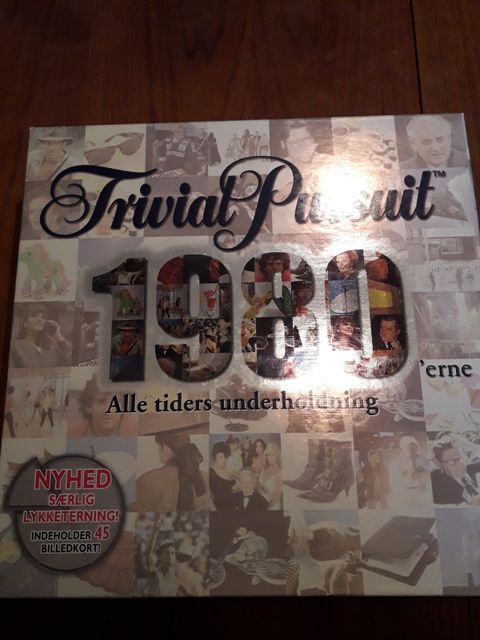 Trivial Pursuit™
1980
'erne
Alle tiders underholdning
NYHED
SÆRLIG
LYKKETERNING!
INDEHOLDER 45
BILLEDKORT!